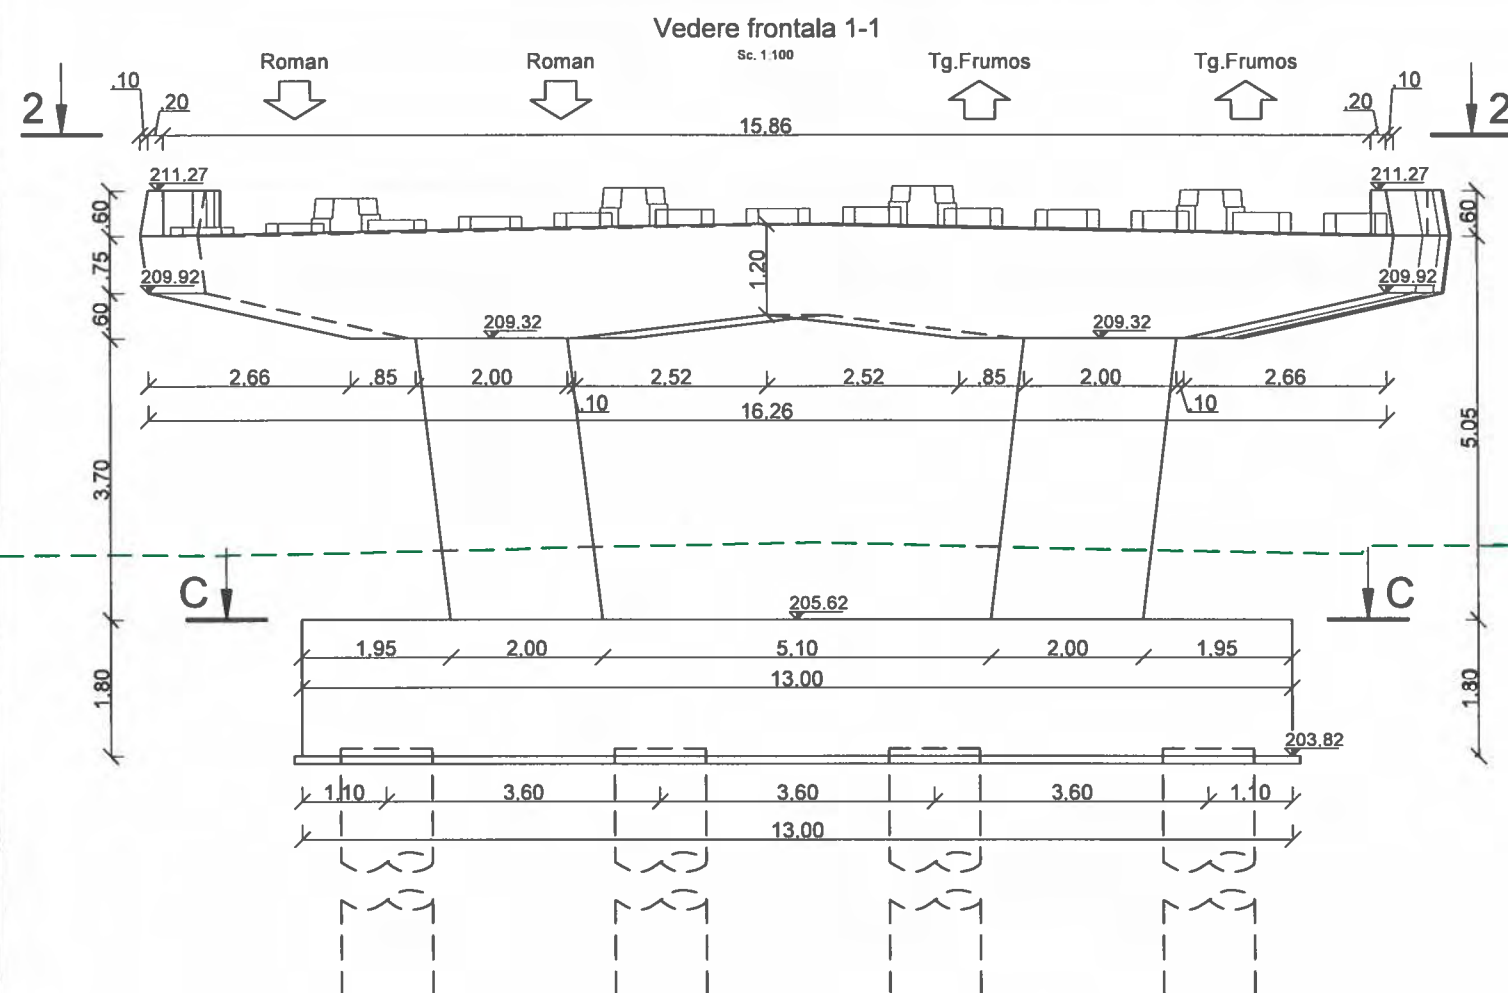 Vedere frontala 1-1
Sc. 1:100
Roman Roman Tg.Frumos Tg.Frumos
.10 .20 .20 .10
2 15.86 2
211.27 211.27
.60 .60
.75 1.20
209.92 209.92
.60 209.32 209.32
2.66 .85 2.00 2.52 2.52 .85 2.00 2.66
.10 16.26 .10
5.05
3.70
C C
205.62
1.95 2.00 5.10 2.00 1.95
13.00
1.80 1.80
203.82
1.10 3.60 3.60 3.60 1.10
13.00